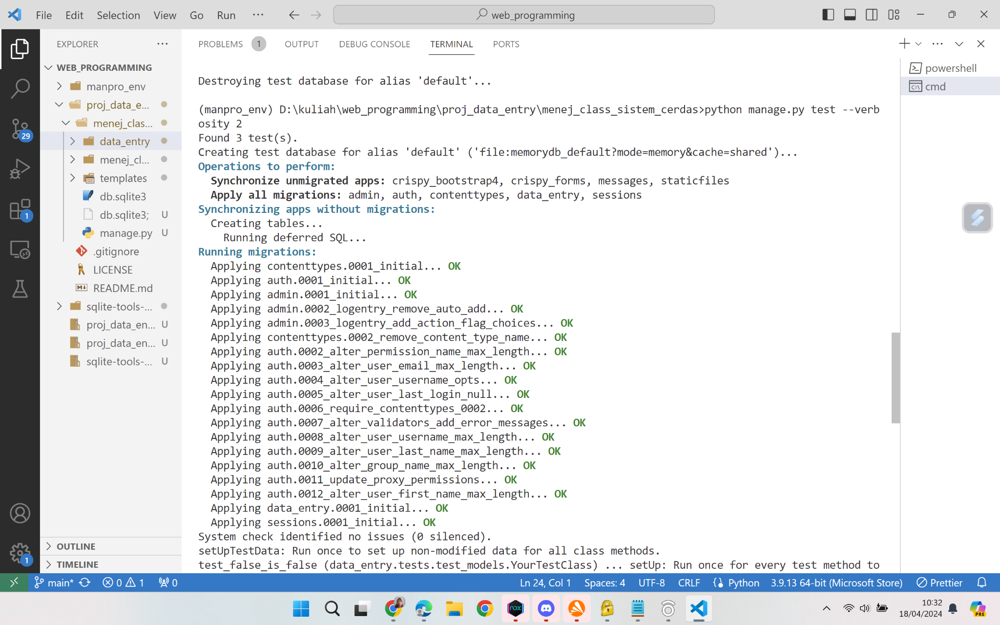 File Edit Selection View Go Run ...
web_programming
EXPLORER
WEB_PROGRAMMING
manpro_env
proj_data_e...
menej_clas...
data_entry
menej_cl...
templates
db.sqlite3
db.sqlite3; U
manage.py U
.gitignore
LICENSE
README.md
sqlite-tools-...
proj_data_en... U
proj_data_en... U
sqlite-tools-... U
OUTLINE
TIMELINE
29
1
1
PROBLEMS 1 OUTPUT DEBUG CONSOLE TERMINAL PORTS
powershell
cmd
Destroying test database for alias 'default'...
(manpro_env) D:\kuliah\web_programming\proj_data_entry\menej_class_sistem_cerdas>python manage.py test --verb
osity 2
Found 3 test(s).
Creating test database for alias 'default' ('file:memorydb_default?mode=memory&cache=shared')...
Operations to perform:
Synchronize unmigrated apps: crispy_bootstrap4, crispy_forms, messages, staticfiles
Apply all migrations: admin, auth, contenttypes, data_entry, sessions
Synchronizing apps without migrations:
Creating tables...
Running deferred SQL...
Running migrations:
Applying contenttypes.0001_initial... OK
Applying auth.0001_initial... OK
Applying admin.0001_initial... OK
Applying admin.0002_logentry_remove_auto_add... OK
Applying admin.0003_logentry_add_action_flag_choices... OK
Applying contenttypes.0002_remove_content_type_name... OK
Applying auth.0002_alter_permission_name_max_length... OK
Applying auth.0003_alter_user_email_max_length... OK
Applying auth.0004_alter_user_username_opts... OK
Applying auth.0005_alter_user_last_login_null... OK
Applying auth.0006_require_contenttypes_0002... OK
Applying auth.0007_alter_validators_add_error_messages... OK
Applying auth.0008_alter_user_username_max_length... OK
Applying auth.0009_alter_user_last_name_max_length... OK
Applying auth.0010_alter_group_name_max_length... OK
Applying auth.0011_update_proxy_permissions... OK
Applying auth.0012_alter_user_first_name_max_length... OK
Applying data_entry.0001_initial... OK
Applying sessions.0001_initial... OK
System check identified no issues (0 silenced).
setUpTestData: Run once to set up non-modified data for all class methods.
test_false_is_false (data_entry.tests.test_models.YourTestClass) ... setUp: Run once for every test method to
main* 0 1 0 Ln 24, Col 1 Spaces: 4 UTF-8 CRLF Python 3.9.13 64-bit (Microsoft Store) Prettier
nox
10:32
18/04/2024
PRE